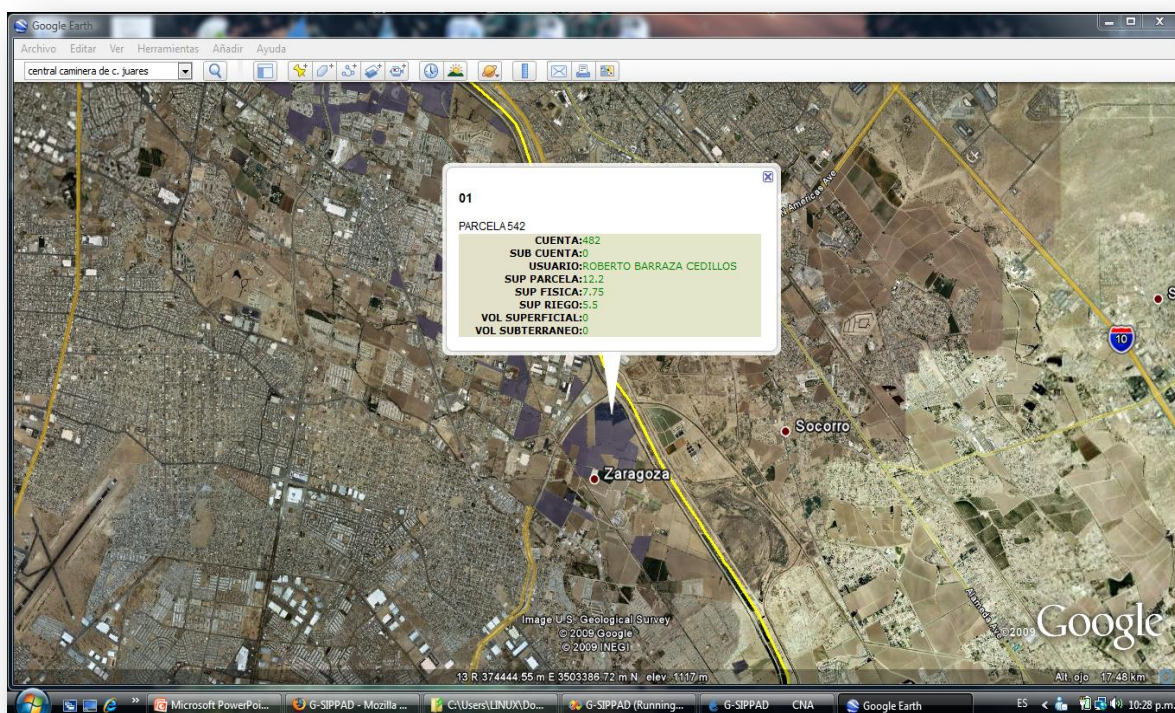 Google Earth
Archivo Editar Ver Herramientas Añadir Ayuda
central caminera de c. juares
Americas Ave
01
PARCELA 542
CUENTA:482
SUB CUENTA:0
USUARIO:ROBERTO BARRAZA CEDILLOS
SUP PARCELA:12.2
SUP FISICA:7.75
SUP RIEGO:5.5
VOL SUPERFICIAL:0
VOL SUBTERRANEO:0
10
S
Socorro
Zaragoza
Alameda Ave
Image U.S. Geological Survey
© 2009 Google
© 2009 INEGI
©2009 Google
13 R 374444.55 m E 3503386.72 m N elev 1117 m
Alt. ojo 17.48 km
Microsoft PowerPoi... G-SIPPAD - Mozilla ... C:\Users\LINUX\Do... G-SIPPAD (Running... G-SIPPAD CNA Google Earth ES 10:28 p.m.